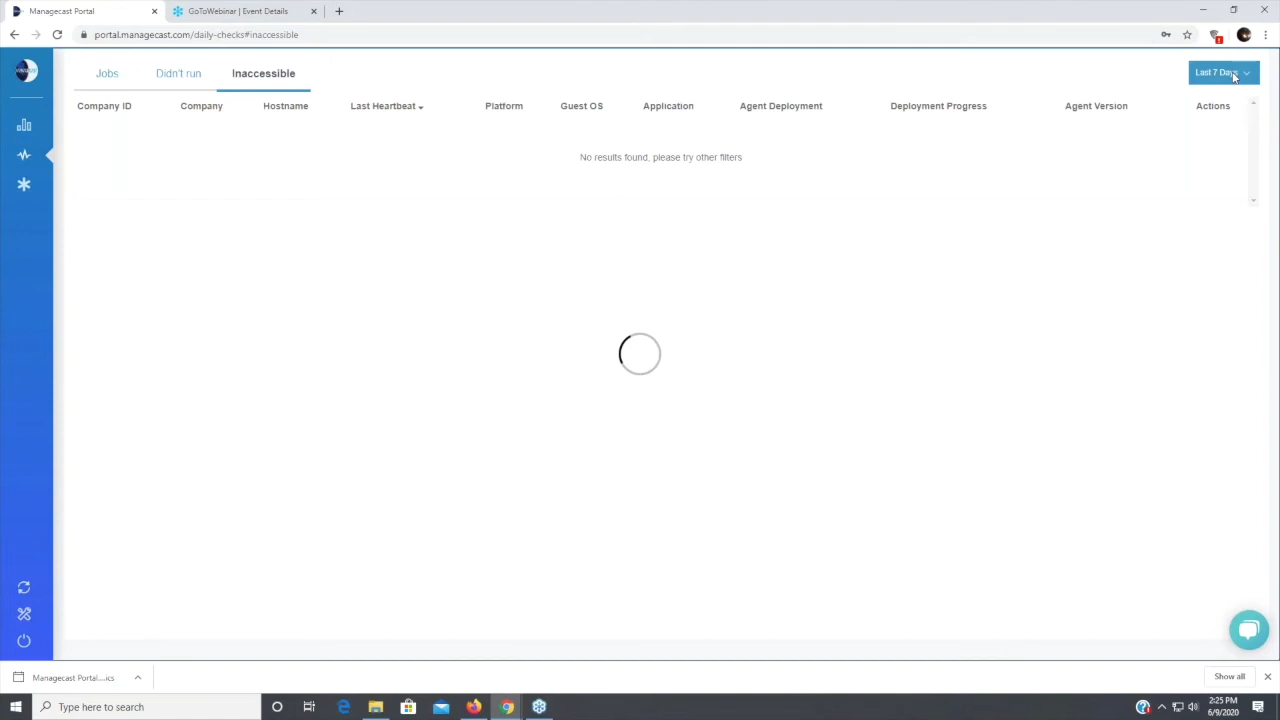 Managecast Portal
GoToWebinar | Event Details
portal.managecast.com/daily-checks#inaccessible
Jobs
Didn't run
Inaccessible
Last 7 Days
Company ID
Company
Hostname
Last Heartbeat
Platform
Guest OS
Application
Agent Deployment
Deployment Progress
Agent Version
Actions
No results found, please try other filters
Managecast Portal....ics
Show all
Type here to search
2:25 PM
6/9/2020